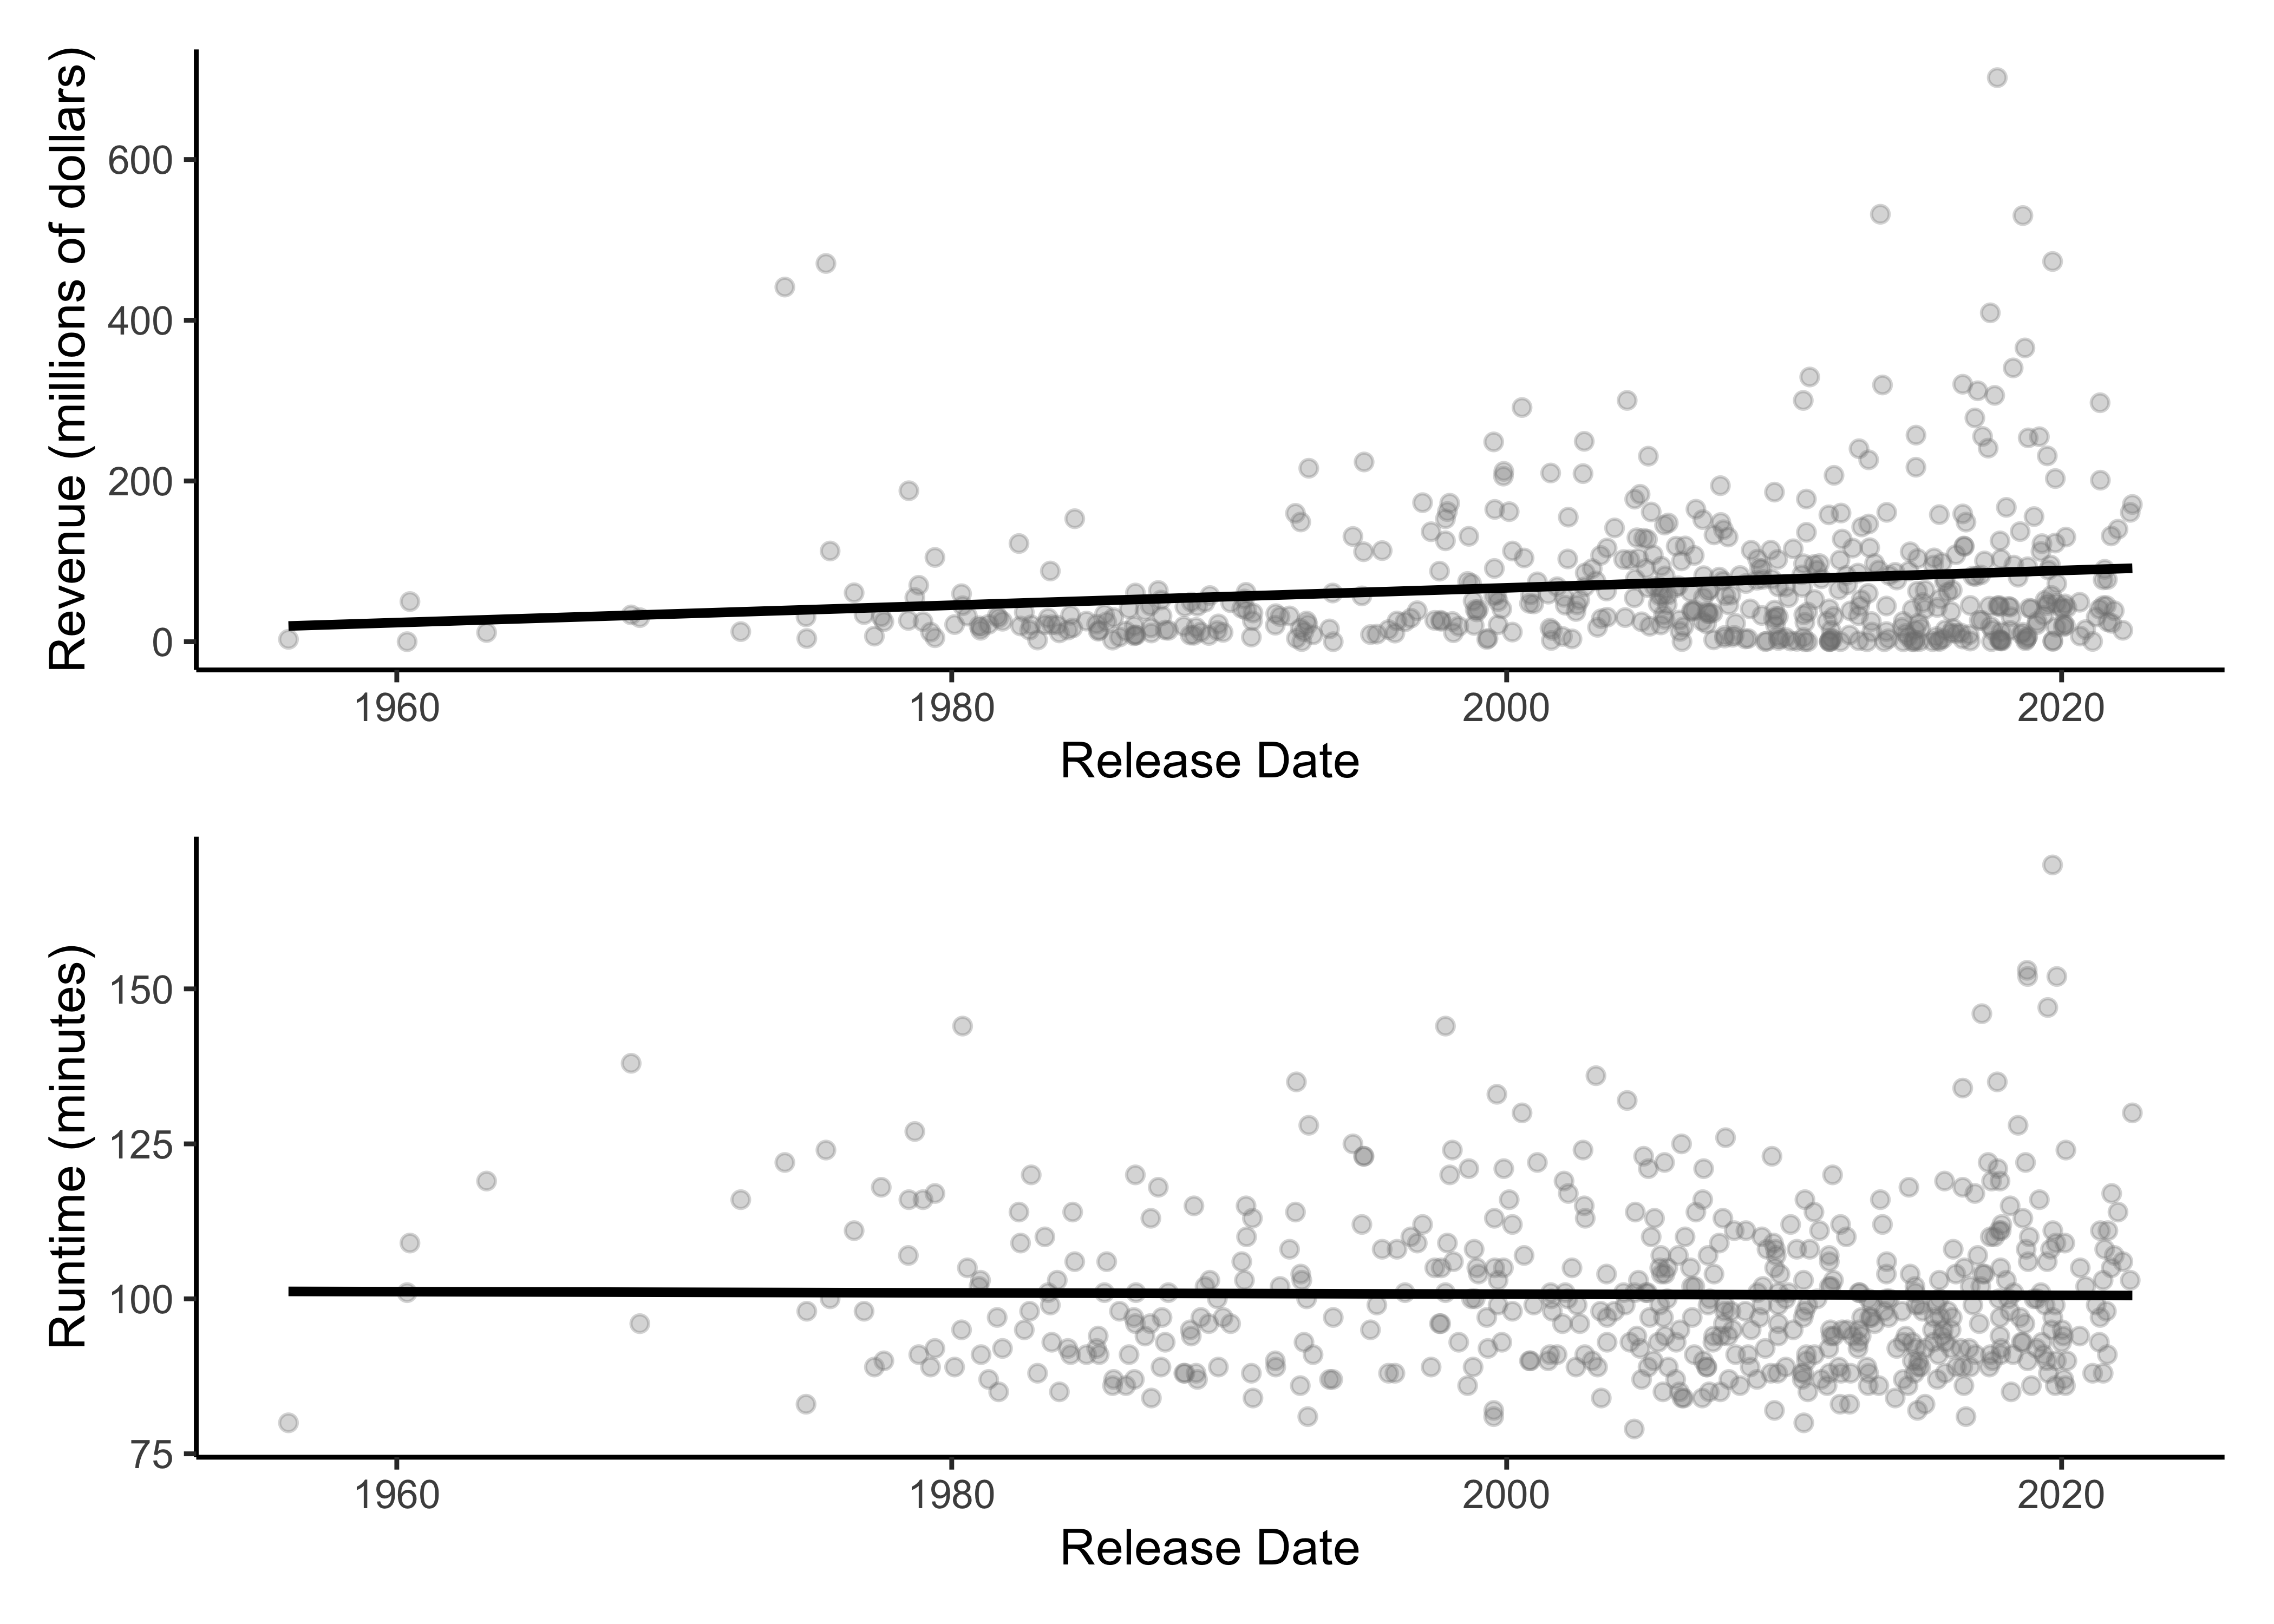 Revenue (millions of dollars)
600
400
200
0
1960 1980 2000 2020
Release Date
Runtime (minutes)
150
125
100
75
1960 1980 2000 2020
Release Date